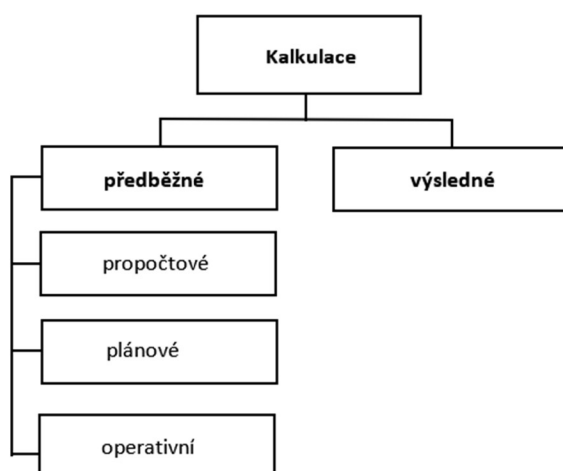 Kalkulace
předběžné
výsledné
propočtové
plánové
operativní